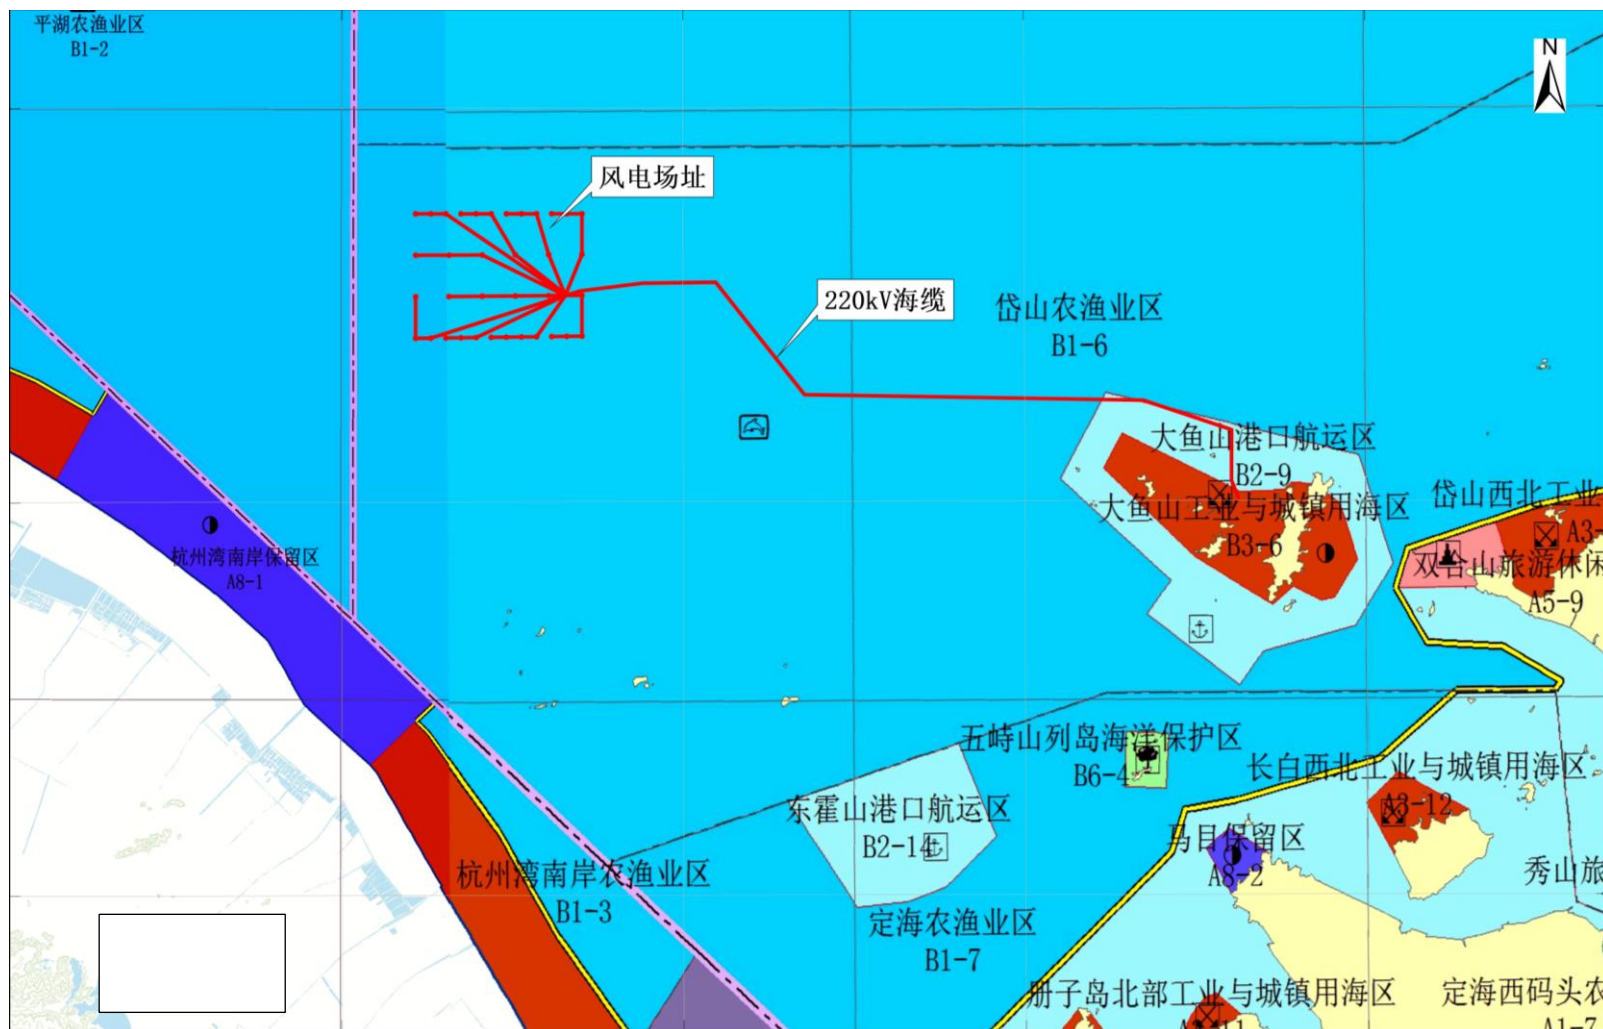 平湖农渔业区
B1-2
N
风电场址
220kV海缆
岱山农渔业区
B1-6
大鱼山港口航运区
B2-9
大鱼山工业与城镇用海区
B3-6
岱山西北工业
A3-
双合山旅游休闲
A5-9
杭州湾南岸保留区
A8-1
五峙山列岛海洋保护区
B6-4
长白西北工业与城镇用海区
A3-12
东霍山港口航运区
B2-14
马目保留区
A8-2
秀山旅
杭州湾南岸农渔业区
B1-3
定海农渔业区
B1-7
册子岛北部工业与城镇用海区
定海西码头农
A1-7